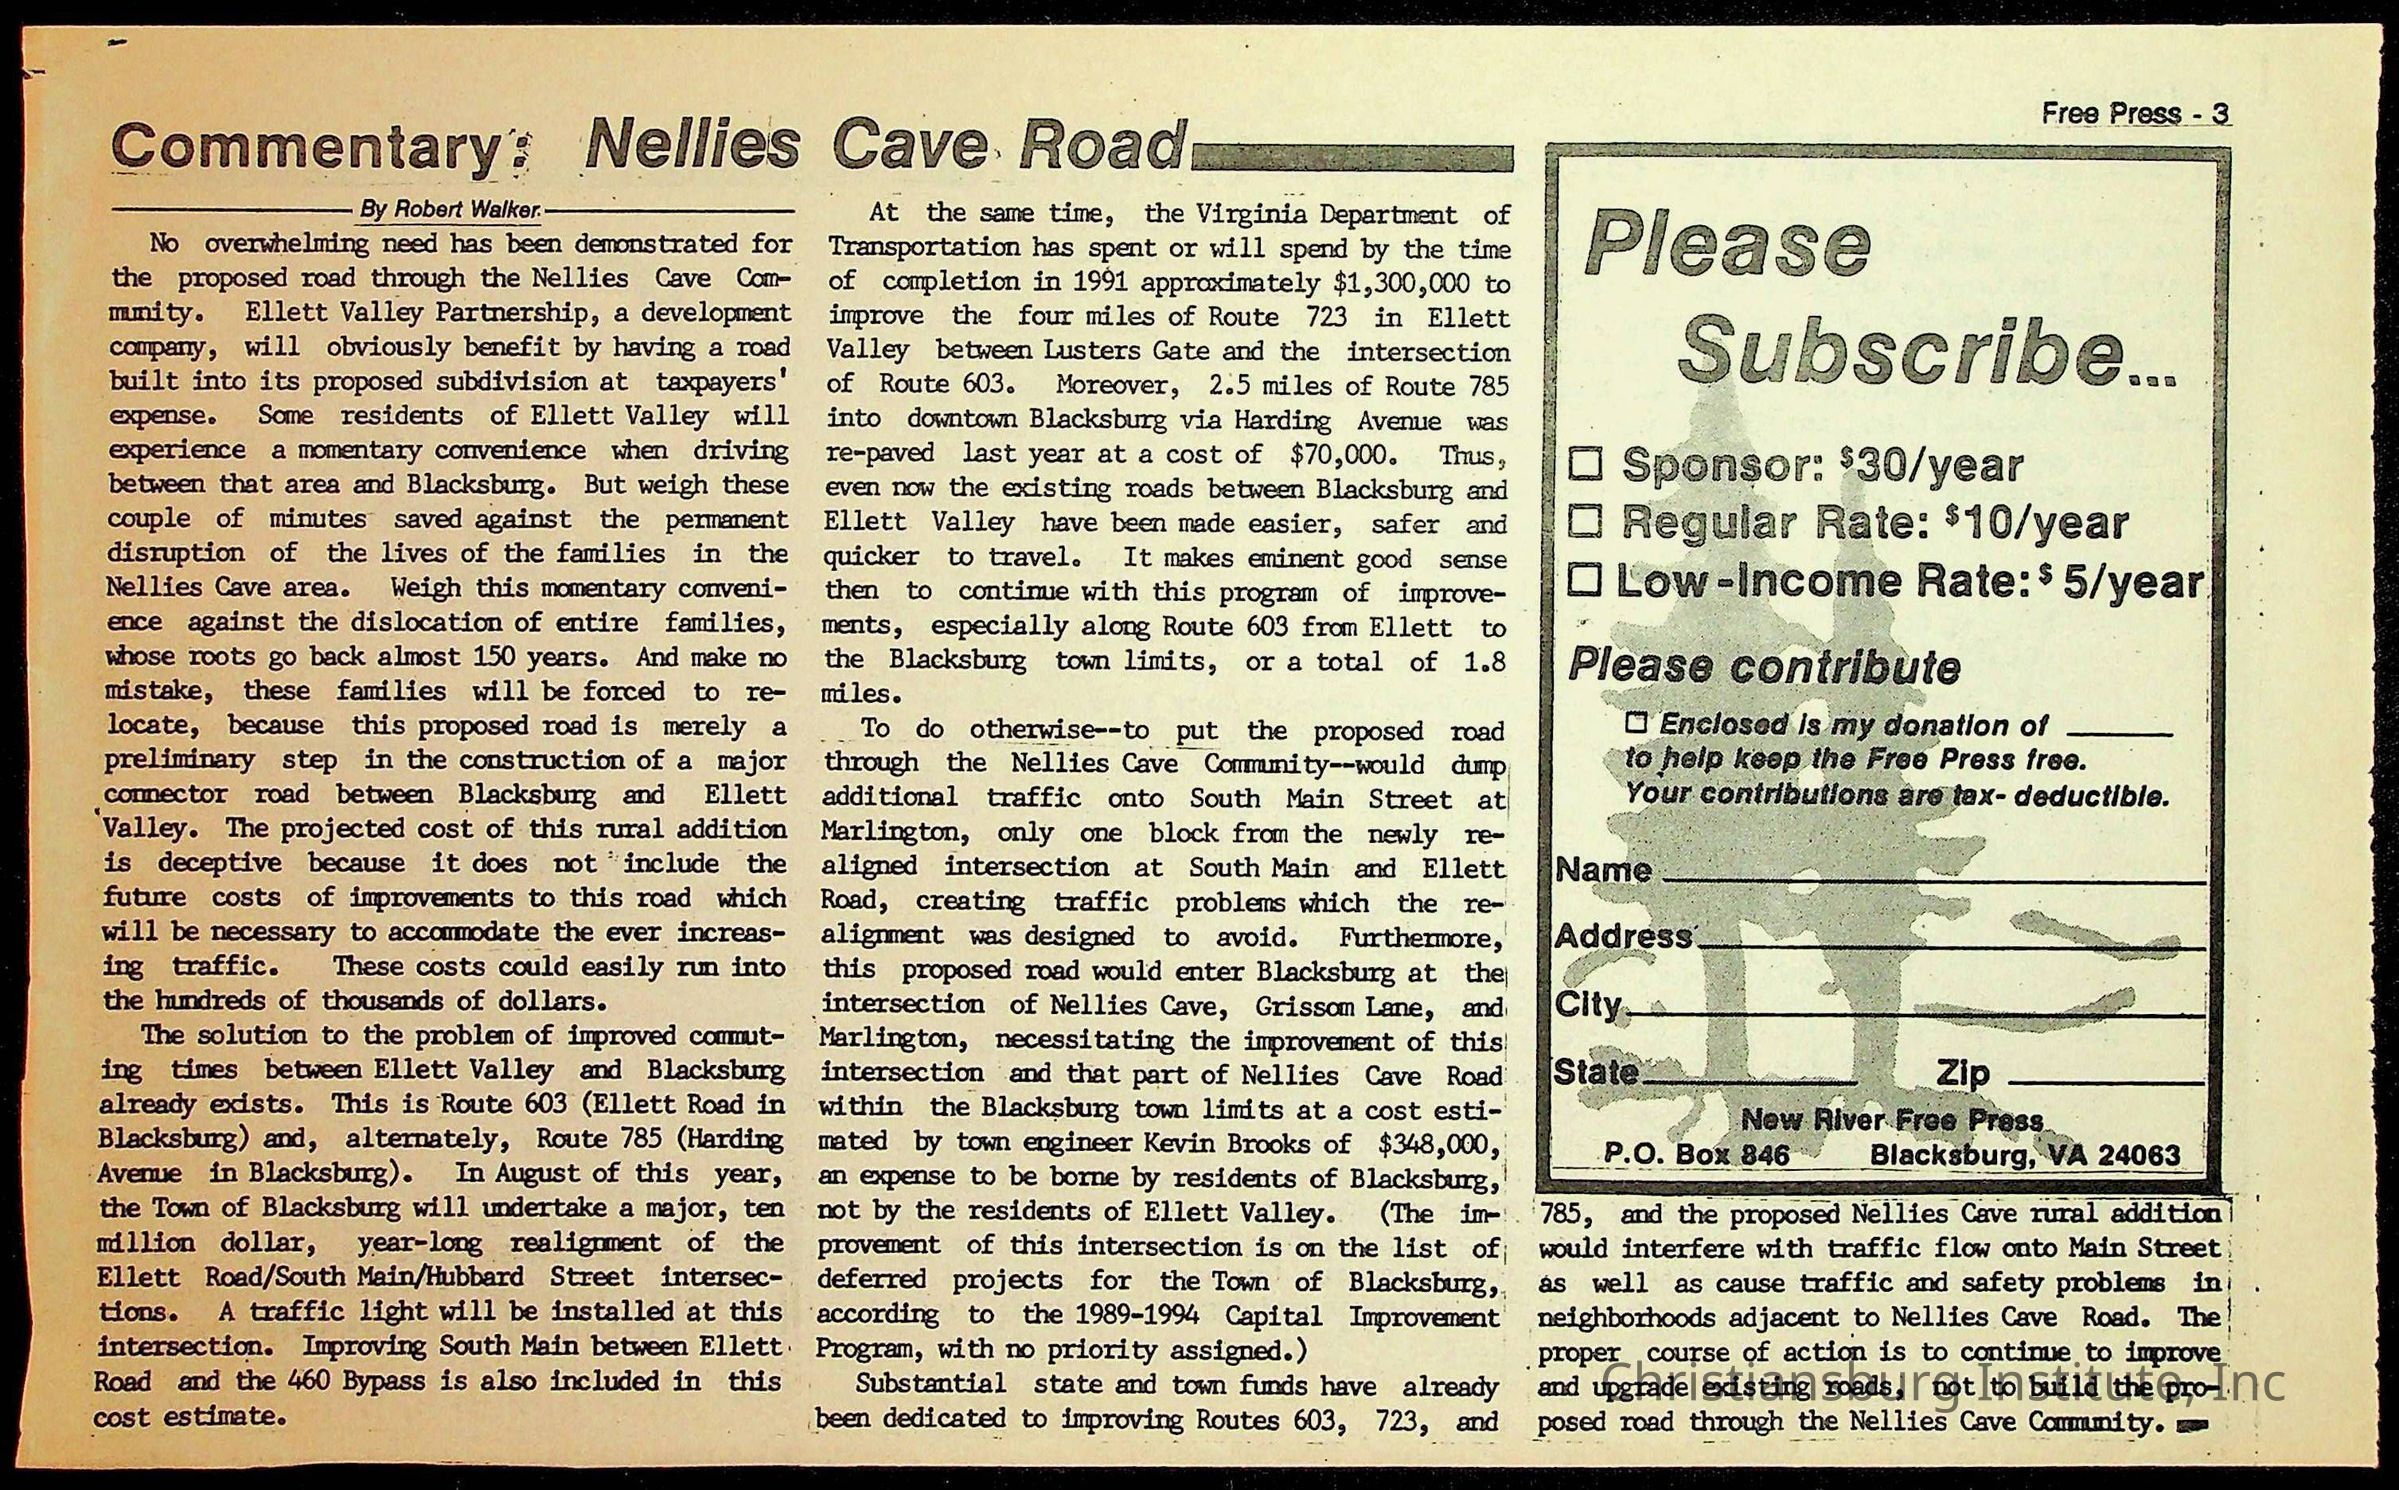 Free Press - 3
Commentary: Nellies Cave Road
By Robert Walker
No overwhelming need has been demonstrated for
the proposed road through the Nellies Cave Com-
munity. Ellett Valley Partnership, a development
company, will obviously benefit by having a road
built into its proposed subdivision at taxpayers'
expense. Some residents of Ellett Valley will
experience a momentary convenience when driving
between that area and Blacksburg. But weigh these
couple of minutes saved against the permanent
disruption of the lives of the families in the
Nellies Cave area. Weigh this momentary conveni-
ence against the dislocation of entire families,
whose roots go back almost 150 years. And make no
mistake, these families will be forced to re-
locate, because this proposed road is merely a
preliminary step in the construction of a major
connector road between Blacksburg and Ellett
Valley. The projected cost of this rural addition
is deceptive because it does not include the
future costs of improvements to this road which
will be necessary to accommodate the ever increas-
ing traffic. These costs could easily run into
the hundreds of thousands of dollars.
The solution to the problem of improved commut-
ing times between Ellett Valley and Blacksburg
already exists. This is Route 603 (Ellett Road in
Blacksburg) and, alternately, Route 785 (Harding
Avenue in Blacksburg). In August of this year,
the Town of Blacksburg will undertake a major, ten
million dollar, year-long realignment of the
Ellett Road/South Main/Hubbard Street intersec-
tions. A traffic light will be installed at this
intersection. Improving South Main between Ellett
Road and the 460 Bypass is also included in this
cost estimate.
At the same time, the Virginia Department of
Transportation has spent or will spend by the time
of completion in 1991 approximately $1,300,000 to
improve the four miles of Route 723 in Ellett
Valley between Lusters Gate and the intersection
of Route 603. Moreover, 2.5 miles of Route 785
into downtown Blacksburg via Harding Avenue was
re-paved last year at a cost of $70,000. Thus,
even now the existing roads between Blacksburg and
Ellett Valley have been made easier, safer and
quicker to travel. It makes eminent good sense
then to continue with this program of improve-
ments, especially along Route 603 from Ellett to
the Blacksburg town limits, or a total of 1.8
miles.
To do otherwise--to put the proposed road
through the Nellies Cave Community--would dump
additional traffic onto South Main Street at
Marlington, only one block from the newly re-
aligned intersection at South Main and Ellett
Road, creating traffic problems which the re-
alignment was designed to avoid. Furthermore,
this proposed road would enter Blacksburg at the
intersection of Nellies Cave, Grissom Lane, and
Marlington, necessitating the improvement of this
intersection and that part of Nellies Cave Road
within the Blacksburg town limits at a cost esti-
mated by town engineer Kevin Brooks of $348,000,
an expense to be borne by residents of Blacksburg,
not by the residents of Ellett Valley. (The im-
provement of this intersection is on the list of
deferred projects for the Town of Blacksburg,
according to the 1989-1994 Capital Improvement
Program, with no priority assigned.)
Substantial state and town funds have already
been dedicated to improving Routes 603, 723, and
Please
Subscribe...
☐ Sponsor: $30/year
☐ Regular Rate: $10/year
☐ Low-Income Rate: $5/year
Please contribute
☐ Enclosed is my donation of ______
to help keep the Free Press free.
Your contributions are tax-deductible.
Name
Address
City
State Zip
New River Free Press
P.O. Box 846 Blacksburg, VA 24063
785, and the proposed Nellies Cave rural addition
would interfere with traffic flow onto Main Street
as well as cause traffic and safety problems in
neighborhoods adjacent to Nellies Cave Road. The
proper course of action is to continue to improve
and upgrade existing roads, not to build the pro-
posed road through the Nellies Cave Community.
Christiansburg Institute, Inc